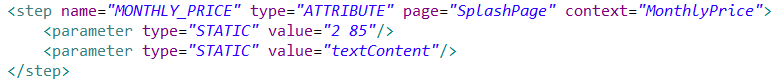 <step name="MONTHLY_PRICE" type="ATTRIBUTE" page="SplashPage" context="MonthlyPrice">
<parameter type="STATIC" value="2 85"/>
<parameter type="STATIC" value="textContent"/>
</step>